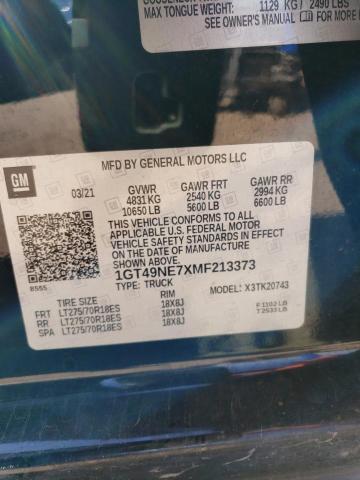 MAX TONGUE WEIGHT: 1129 KG / 2490 LBS
SEE OWNER'S MANUAL
MFD BY GENERAL MOTORS LLC
GM
03/21 GVWR GAWR FRT GAWR RR
4831 KG 2540 KG 2994 KG
10650 LB 5600 LB 6600 LB
THIS VEHICLE CONFORMS TO ALL APPLICABLE
U.S. FEDERAL MOTOR VEHICLE SAFETY
STANDARDS IN EFFECT ON THE DATE OF MANUFACTURE
SHOWN ABOVE.
1GT49NE7XMF213373
8555 TYPE: TRUCK
MODEL: X3TK20743
TIRE SIZE RIM
FRT LT275/70R18ES 18X8J
RR LT275/70R18ES 18X8J
SPA LT275/70R18ES 18X8J
F 1102 LB
T 2533 LB